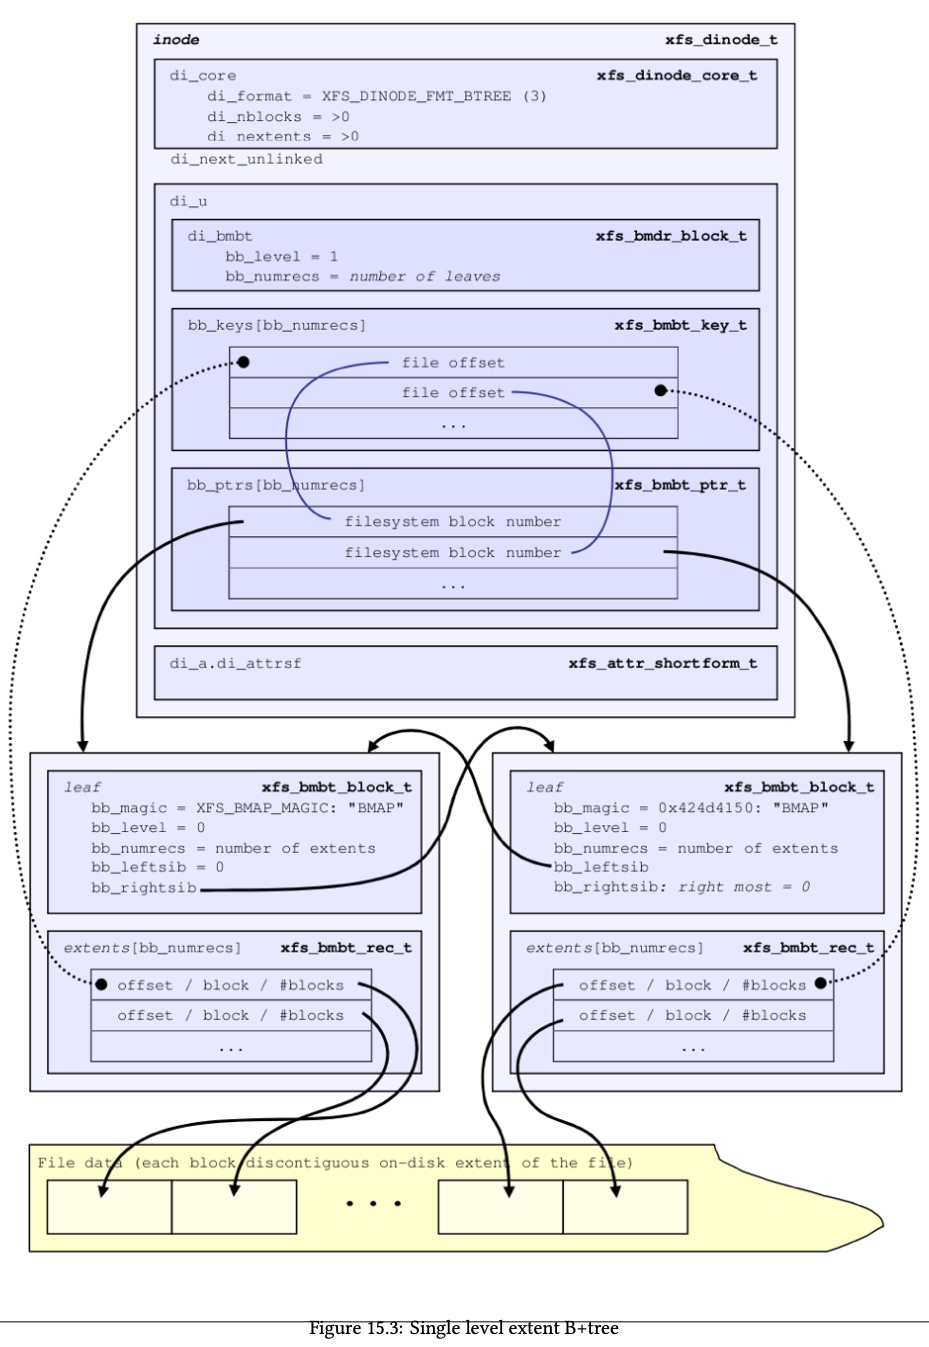 inode xfs_dinode_t
di_core xfs_dinode_core_t
di_format = XFS_DINODE_FMT_BTREE (3)
di_nblocks = >0
di_nextents = >0
di_next_unlinked
di_u
di_bmbt xfs_bmdr_block_t
bb_level = 1
bb_numrecs = number of leaves
bb_keys[bb_numrecs] xfs_bmbt_key_t
file offset
file offset
...
bb_ptrs[bb_numrecs] xfs_bmbt_ptr_t
filesystem block number
filesystem block number
...
di_a.di_attrsf xfs_attr_shortform_t
leaf xfs_bmbt_block_t
bb_magic = XFS_BMAP_MAGIC: "BMAP"
bb_level = 0
bb_numrecs = number of extents
bb_leftsib = 0
bb_rightsib
extents[bb_numrecs] xfs_bmbt_rec_t
offset / block / #blocks
offset / block / #blocks
...
leaf xfs_bmbt_block_t
bb_magic = 0x424d4150: "BMAP"
bb_level = 0
bb_numrecs = number of extents
bb_leftsib
bb_rightsib: right most = 0
extents[bb_numrecs] xfs_bmbt_rec_t
offset / block / #blocks
offset / block / #blocks
...
File data (each block discontiguous on-disk extent of the file)
• • •
Figure 15.3: Single level extent B+tree